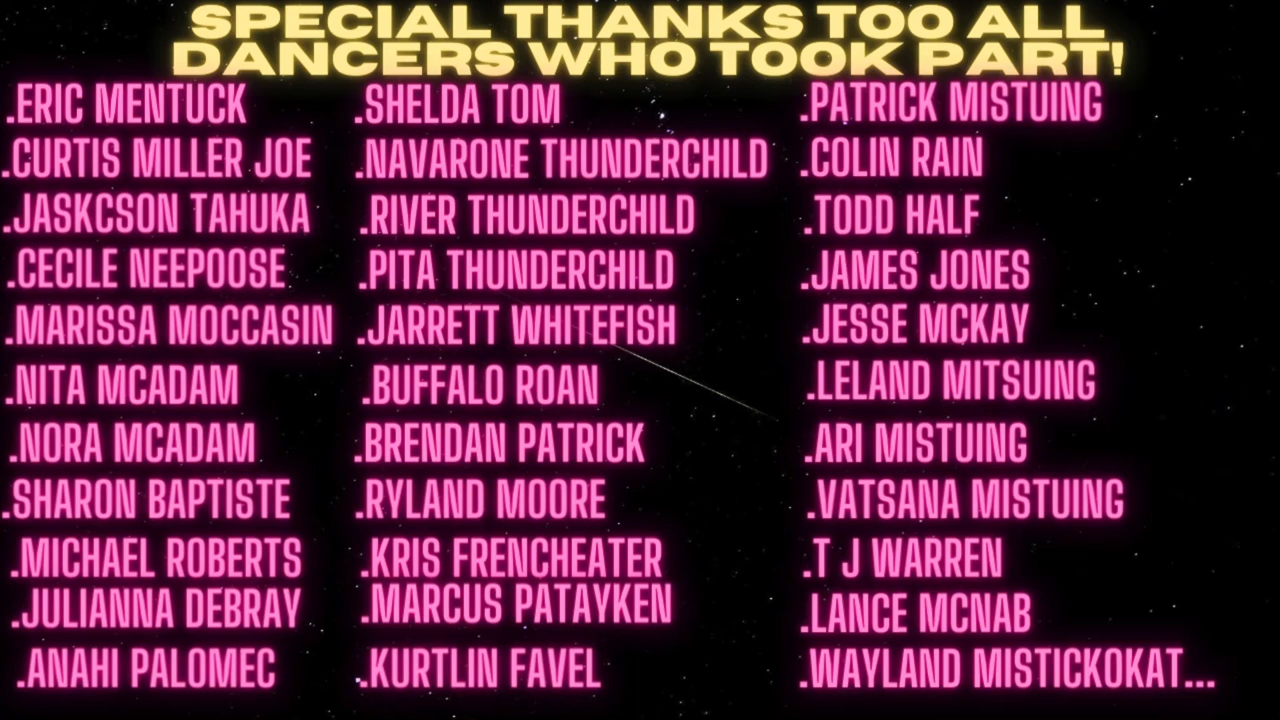 SPECIAL THANKS TOO ALL
DANCERS WHO TOOK PART!
.ERIC MENTUCK
.CURTIS MILLER JOE
.JASKCSON TAHUKA
.CECILE NEEPOOSE
.MARISSA MOCCASIN
.NITA MCADAM
.NORA MCADAM
.SHARON BAPTISTE
.MICHAEL ROBERTS
.JULIANNA DEBRAY
.ANAHI PALOMEC
.SHELDA TOM
.NAVARONE THUNDERCHILD
.RIVER THUNDERCHILD
.PITA THUNDERCHILD
.JARRETT WHITEFISH
.BUFFALO ROAN
.BRENDAN PATRICK
.RYLAND MOORE
.KRIS FRENCHEATER
.MARCUS PATAYKEN
.KURTLIN FAVEL
.PATRICK MISTUING
.COLIN RAIN
.TODD HALF
.JAMES JONES
.JESSE MCKAY
.LELAND MITSUING
.ARI MISTUING
.VATSANA MISTUING
.T J WARREN
.LANCE MCNAB
.WAYLAND MISTICKOKAT...